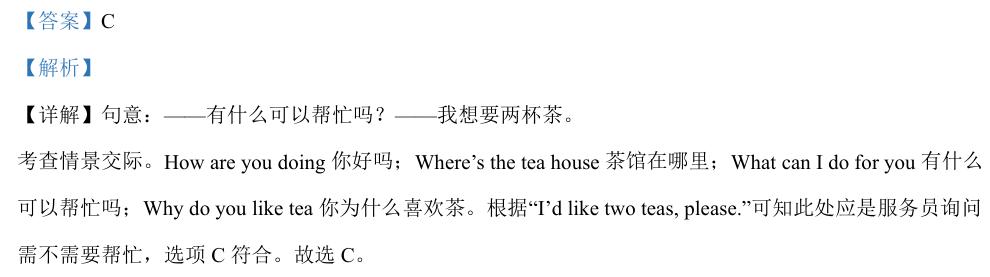 【答案】C
【解析】
【详解】句意：——有什么可以帮忙吗？——我想要两杯茶。
考查情景交际。How are you doing 你好吗；Where’s the tea house 茶馆在哪里；What can I do for you 有什么
可以帮忙吗；Why do you like tea 你为什么喜欢茶。根据“I’d like two teas, please.”可知此处应是服务员询问
需不需要帮忙，选项 C 符合。故选 C。